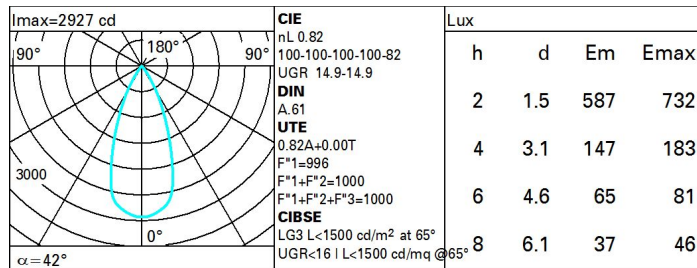 Imax=2927 cd
90°
180°
90°
3000
0°
α=42°
CIE
nL 0.82
100-100-100-100-82
UGR 14.9-14.9
DIN
A.61
UTE
0.82A+0.00T
F"1=996
F"1+F"2=1000
F"1+F"2+F"3=1000
CIBSE
LG3 L<1500 cd/m² at 65°
UGR<16 | L<1500 cd/mq @65°
Lux
h d Em Emax
2 1.5 587 732
4 3.1 147 183
6 4.6 65 81
8 6.1 37 46